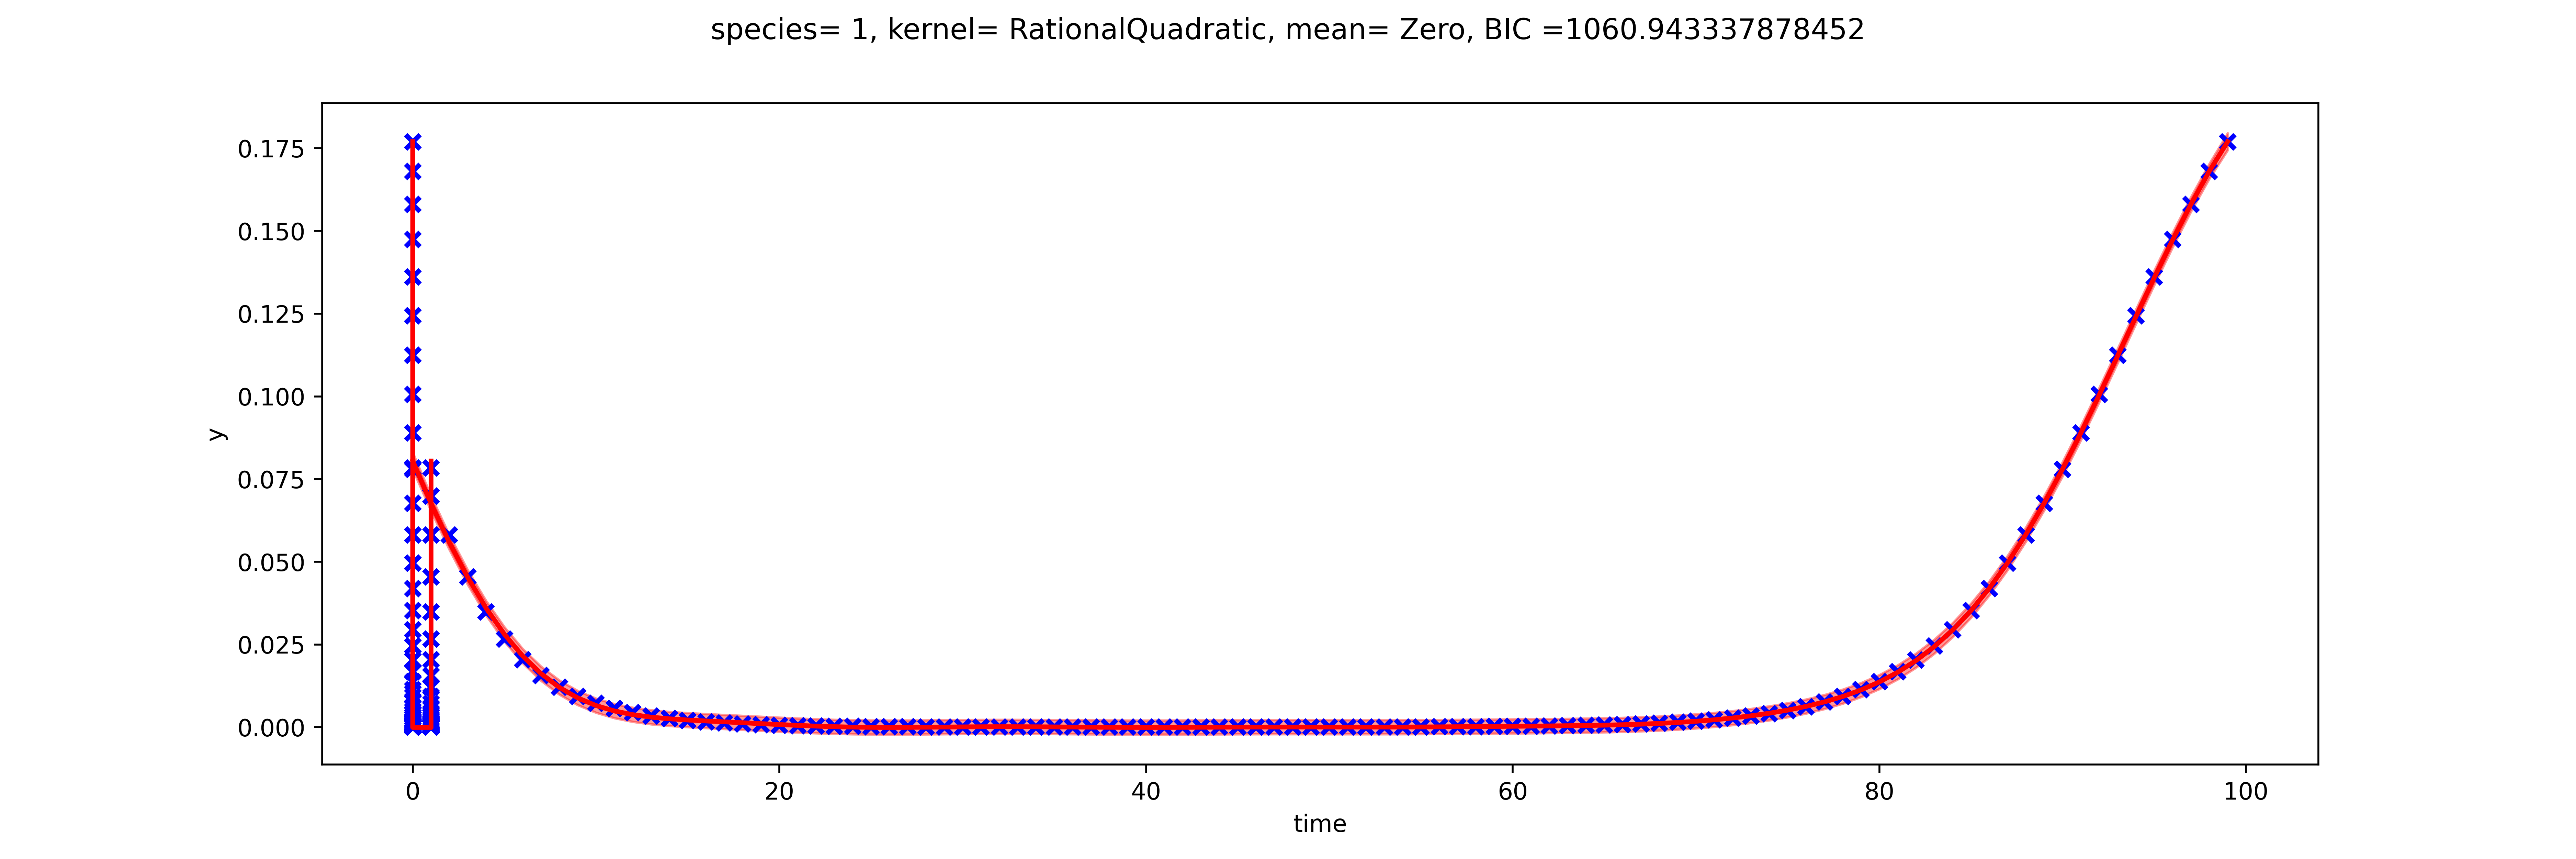 species= 1, kernel= RationalQuadratic, mean= Zero, BIC =1060.943337878452
0.175
0.150
0.125
0.100
0.075
0.050
0.025
0.000
y
0 20 40 60 80 100
time